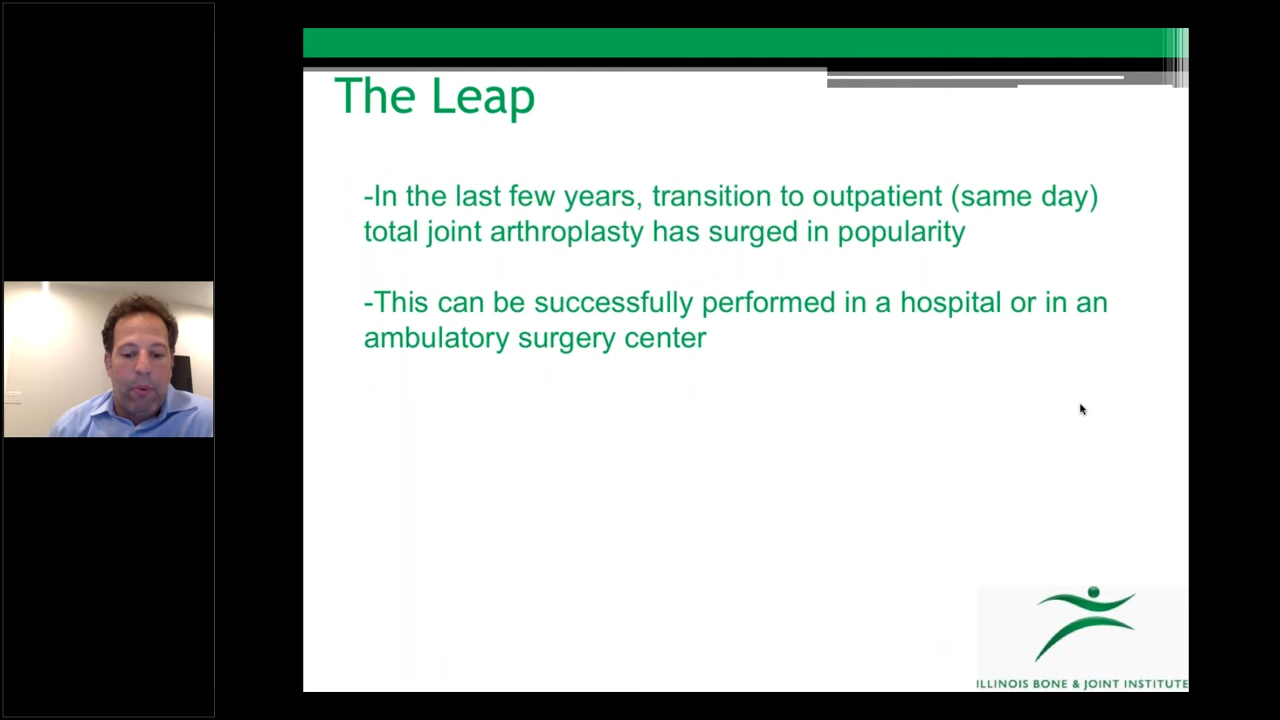 The Leap
-In the last few years, transition to outpatient (same day)
total joint arthroplasty has surged in popularity
-This can be successfully performed in a hospital or in an
ambulatory surgery center
ILLINOIS BONE & JOINT INSTITUTE